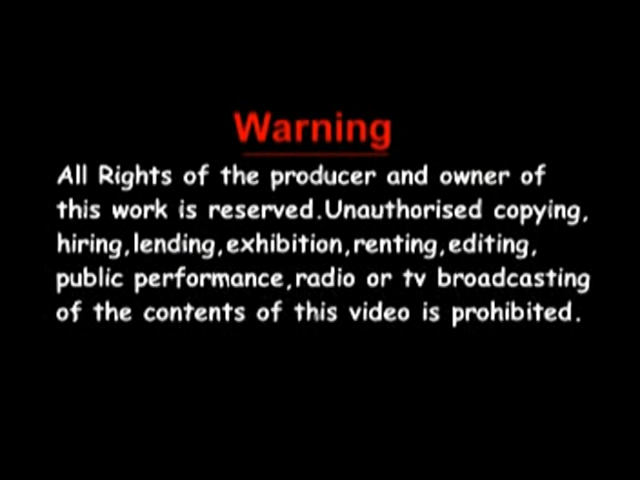 Warning
All Rights of the producer and owner of
this work is reserved.Unauthorised copying,
hiring,lending,exhibition,renting,editing,
public performance,radio or tv broadcasting
of the contents of this video is prohibited.